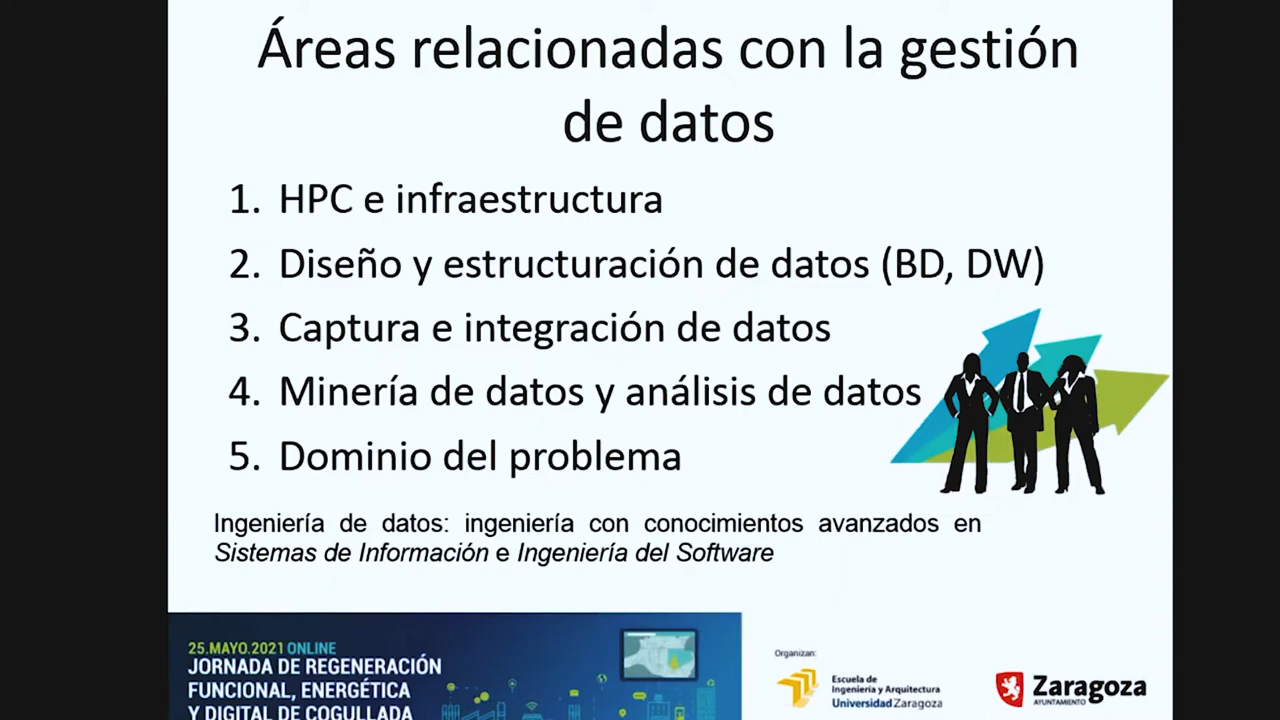 Áreas relacionadas con la gestión
de datos
1. HPC e infraestructura
2. Diseño y estructuración de datos (BD, DW)
3. Captura e integración de datos
4. Minería de datos y análisis de datos
5. Dominio del problema
Ingeniería de datos: ingeniería con conocimientos avanzados en
Sistemas de Información e Ingeniería del Software
25.MAYO.2021 ONLINE
JORNADA DE REGENERACIÓN
FUNCIONAL, ENERGÉTICA
Y DIGITAL DE COGULLADA
Organizan:
Escuela de
Ingeniería y Arquitectura
Universidad Zaragoza
Zaragoza
AYUNTAMIENTO